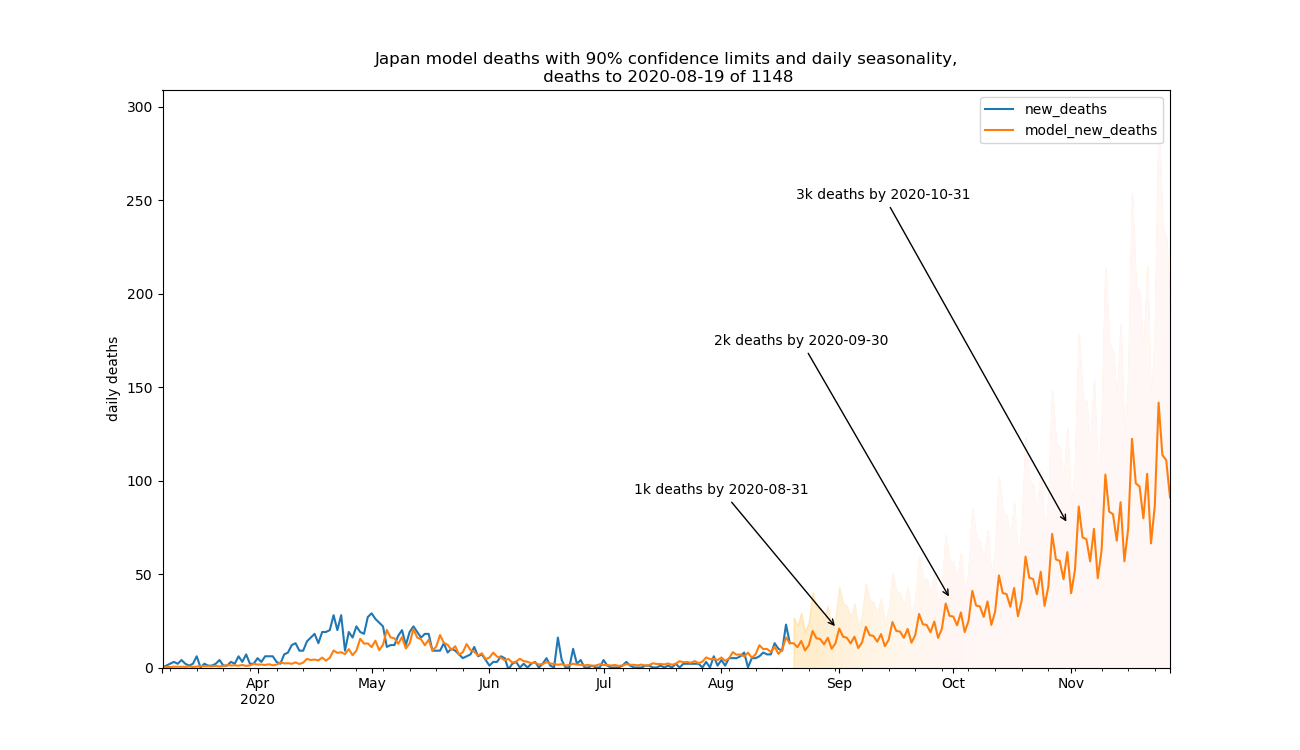 Japan model deaths with 90% confidence limits and daily seasonality,
deaths to 2020-08-19 of 1148
new_deaths
model_new_deaths
300
250
200
150
100
50
0
daily deaths
3k deaths by 2020-10-31
2k deaths by 2020-09-30
1k deaths by 2020-08-31
Apr
2020
May
Jun
Jul
Aug
Sep
Oct
Nov